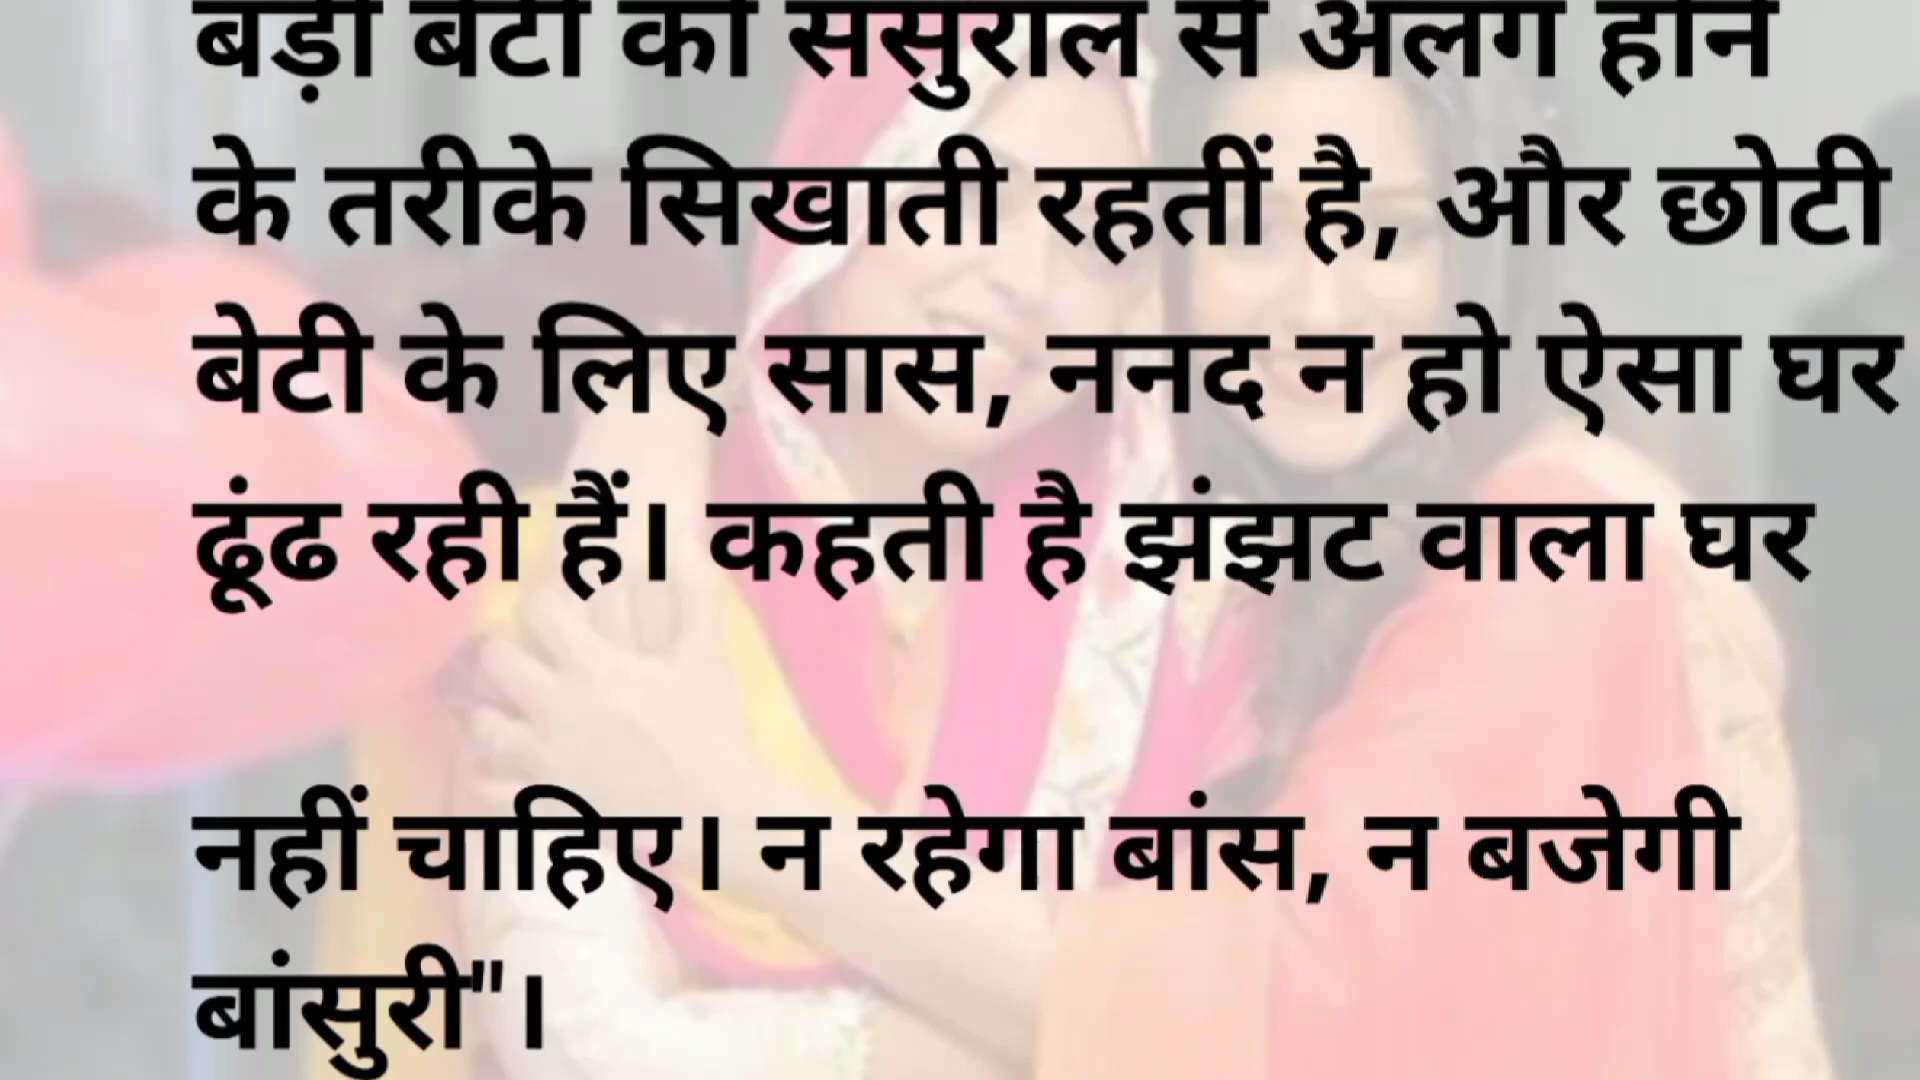 बड़ी बेटी को ससुराल से अलग होने
के तरीके सिखाती रहतीं है, और छोटी
बेटी के लिए सास, ननद न हो ऐसा घर
ढूंढ रही हैं। कहती है झंझट वाला घर
नहीं चाहिए। न रहेगा बांस, न बजेगी
बांसुरी"।